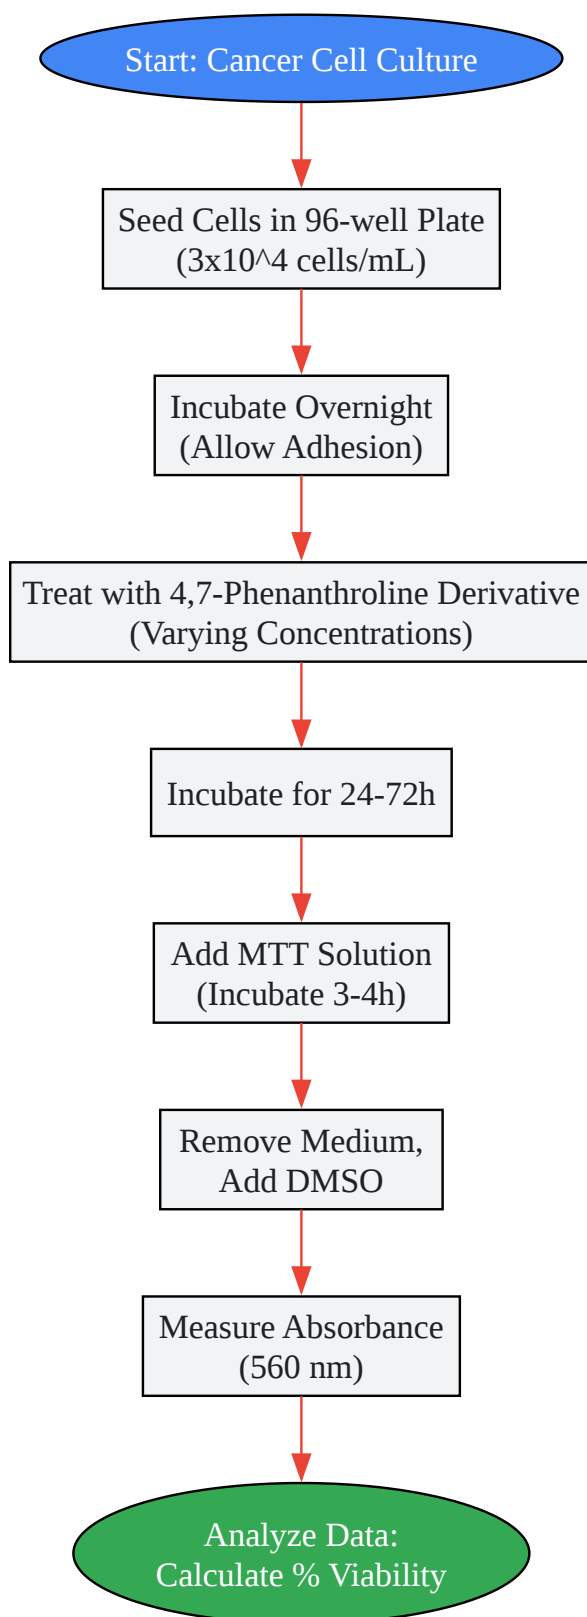 Start: Cancer Cell Culture
Seed Cells in 96-well Plate
(3x10^4 cells/mL)
Incubate Overnight
(Allow Adhesion)
Treat with 4,7-Phenanthroline Derivative
(Varying Concentrations)
Incubate for 24-72h
Add MTT Solution
(Incubate 3-4h)
Remove Medium,
Add DMSO
Measure Absorbance
(560 nm)
Analyze Data:
Calculate % Viability